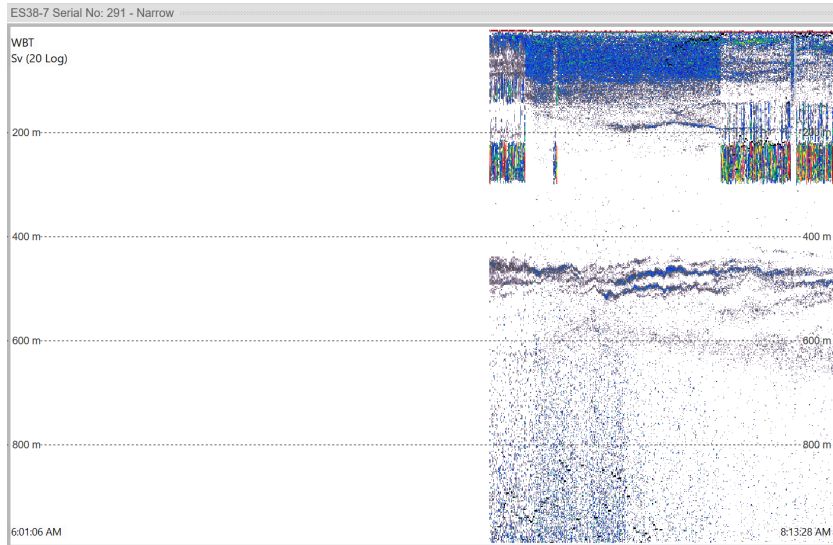 ES38-7 Serial No: 291 - Narrow
WBT
Sv (20 Log)
200 m
200 m
400 m
400 m
600 m
600 m
800 m
800 m
6:01:06 AM
8:13:28 AM